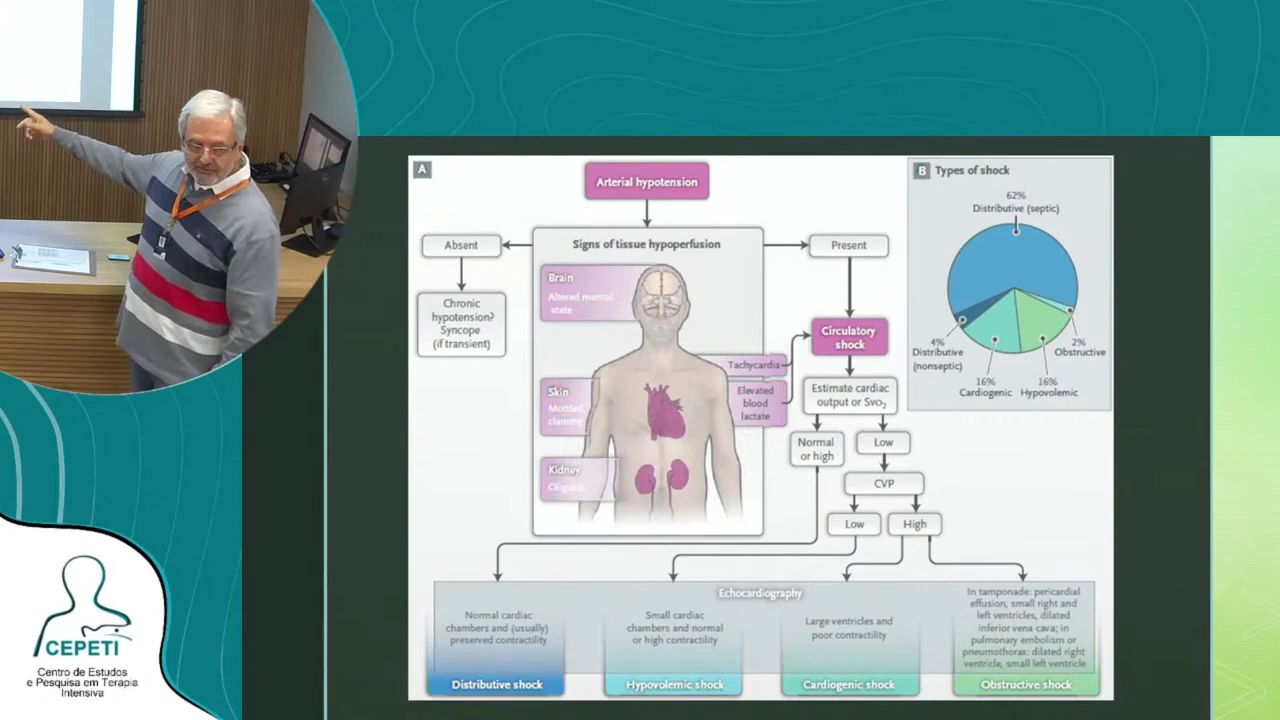 A
Arterial hypotension
Absent
Signs of tissue hypoperfusion
Present
Chronic
hypotension?
Syncope
(if transient)
Brain
Altered mental
state
Skin
Mottled,
clammy
Kidney
Oliguria
Tachycardia
Elevated
blood
lactate
Circulatory
shock
Estimate cardiac
output or SvO₂
Normal
or high
Low
CVP
Low
High
Echocardiography
Normal cardiac
chambers and (usually)
preserved contractility
Distributive shock
Small cardiac
chambers and normal
or high contractility
Hypovolemic shock
Large ventricles and
poor contractility
Cardiogenic shock
In tamponade: pericardial
effusion, small right and
left ventricles, dilated
inferior vena cava; in
pulmonary embolism or
pneumothorax: dilated right
ventricle, small left ventricle
Obstructive shock
B Types of shock
62%
Distributive (septic)
4%
Distributive
(nonseptic)
16%
Cardiogenic
16%
Hypovolemic
2%
Obstructive
CEPETI
Centro de Estudos
e Pesquisa em Terapia
Intensiva